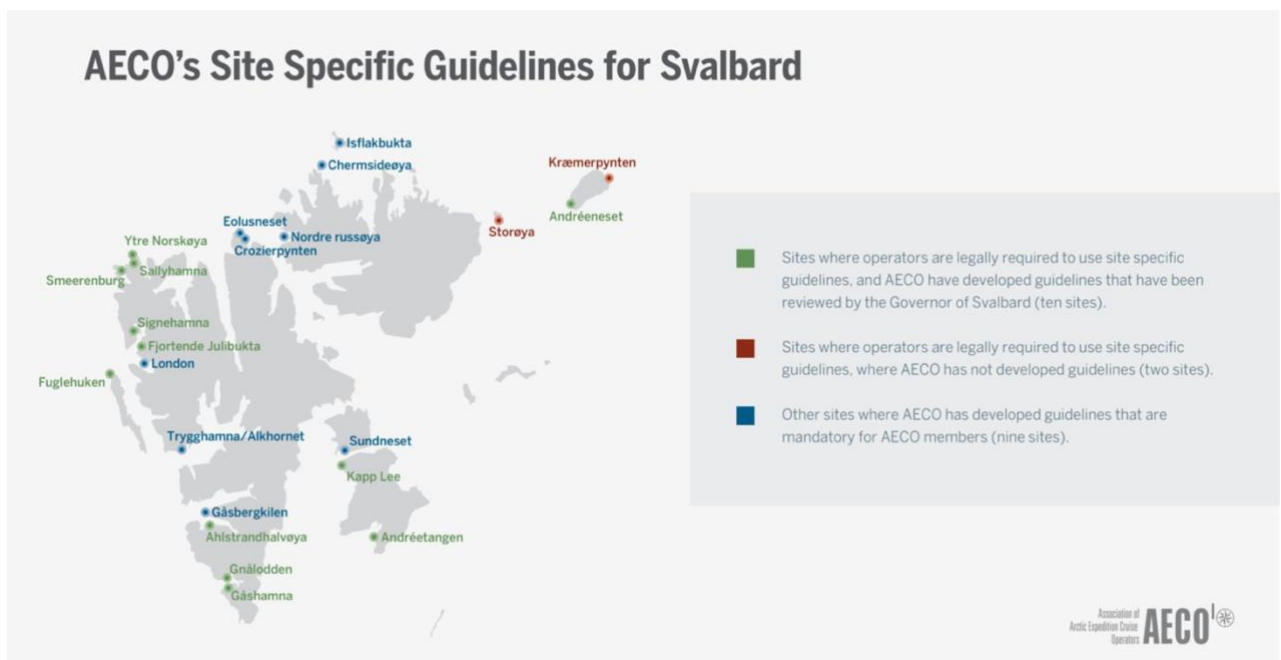 AECO's Site Specific Guidelines for Svalbard
Isflakbukta
Chermsideøya
Kræmerpynten
Andréeneset
Storøya
Eolusneset
Nordre russøya
Crozierpynten
Ytre Norskøya
Sallyhamna
Smeerenburg
Signehamna
Fjortende Julibukta
London
Fuglehuken
Trygghamna/Alkhornet
Sundneset
Kapp Lee
Gåsbergkilen
Ahlstrandhalvøya
Andréetangen
Gnålodden
Gåshamna
Sites where operators are legally required to use site specific
guidelines, and AECO have developed guidelines that have been
reviewed by the Governor of Svalbard (ten sites).
Sites where operators are legally required to use site specific
guidelines, where AECO has not developed guidelines (two sites).
Other sites where AECO has developed guidelines that are
mandatory for AECO members (nine sites).
Association of
Arctic Expedition Cruise
Operators
AECO